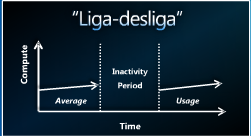 "Liga-desliga"
Compute
Inactivity
Period
Average
Usage
Time